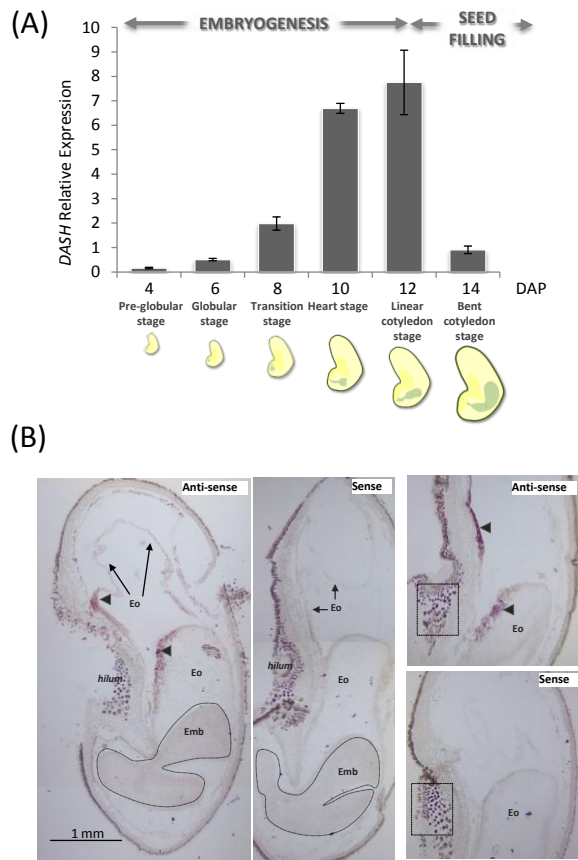 (A)
EMBRYOGENESIS
SEED
FILLING
DASH Relative Expression
10
9
8
7
6
5
4
3
2
1
0
4 6 8 10 12 14 DAP
Pre-globular stage
Globular stage
Transition stage
Heart stage
Linear cotyledon stage
Bent cotyledon stage
(B)
Anti-sense
Eo
hilum
Eo
Emb
1 mm
Sense
Eo
hilum
Eo
Emb
Anti-sense
Eo
Sense
Eo